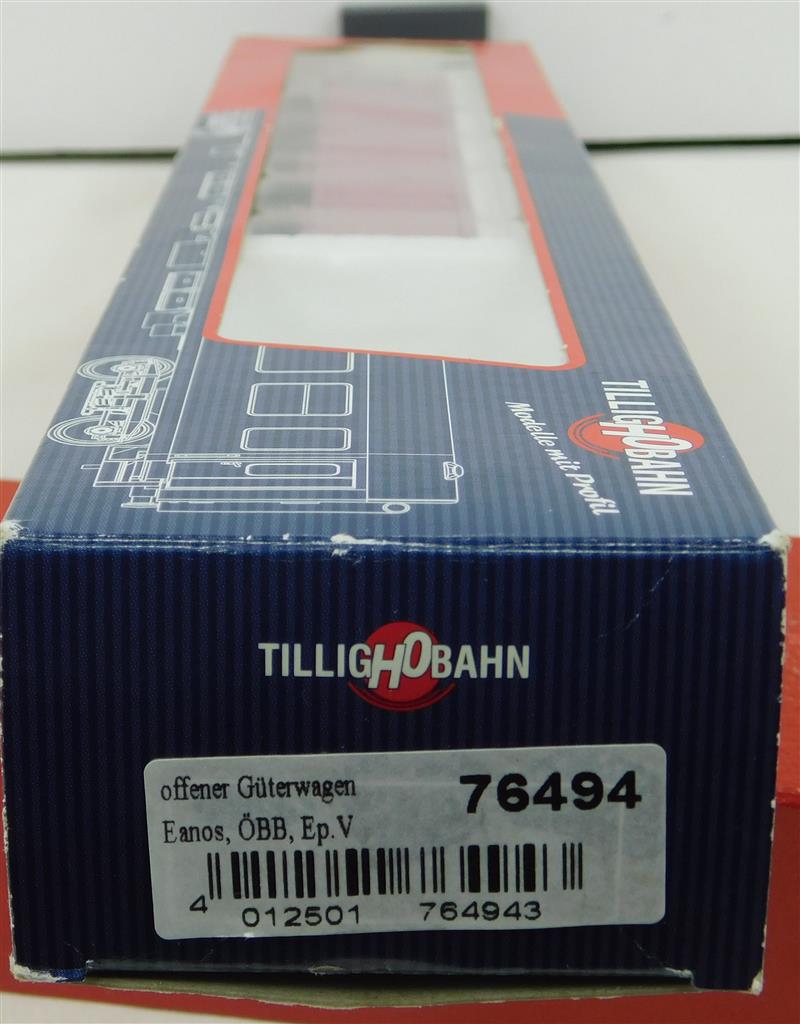 TILLIGHOBAHN
Modelle mit Profil
TILLIGHOBAHN
offener Güterwagen
76494
Eanos, ÖBB, Ep.V
4 012501 764943